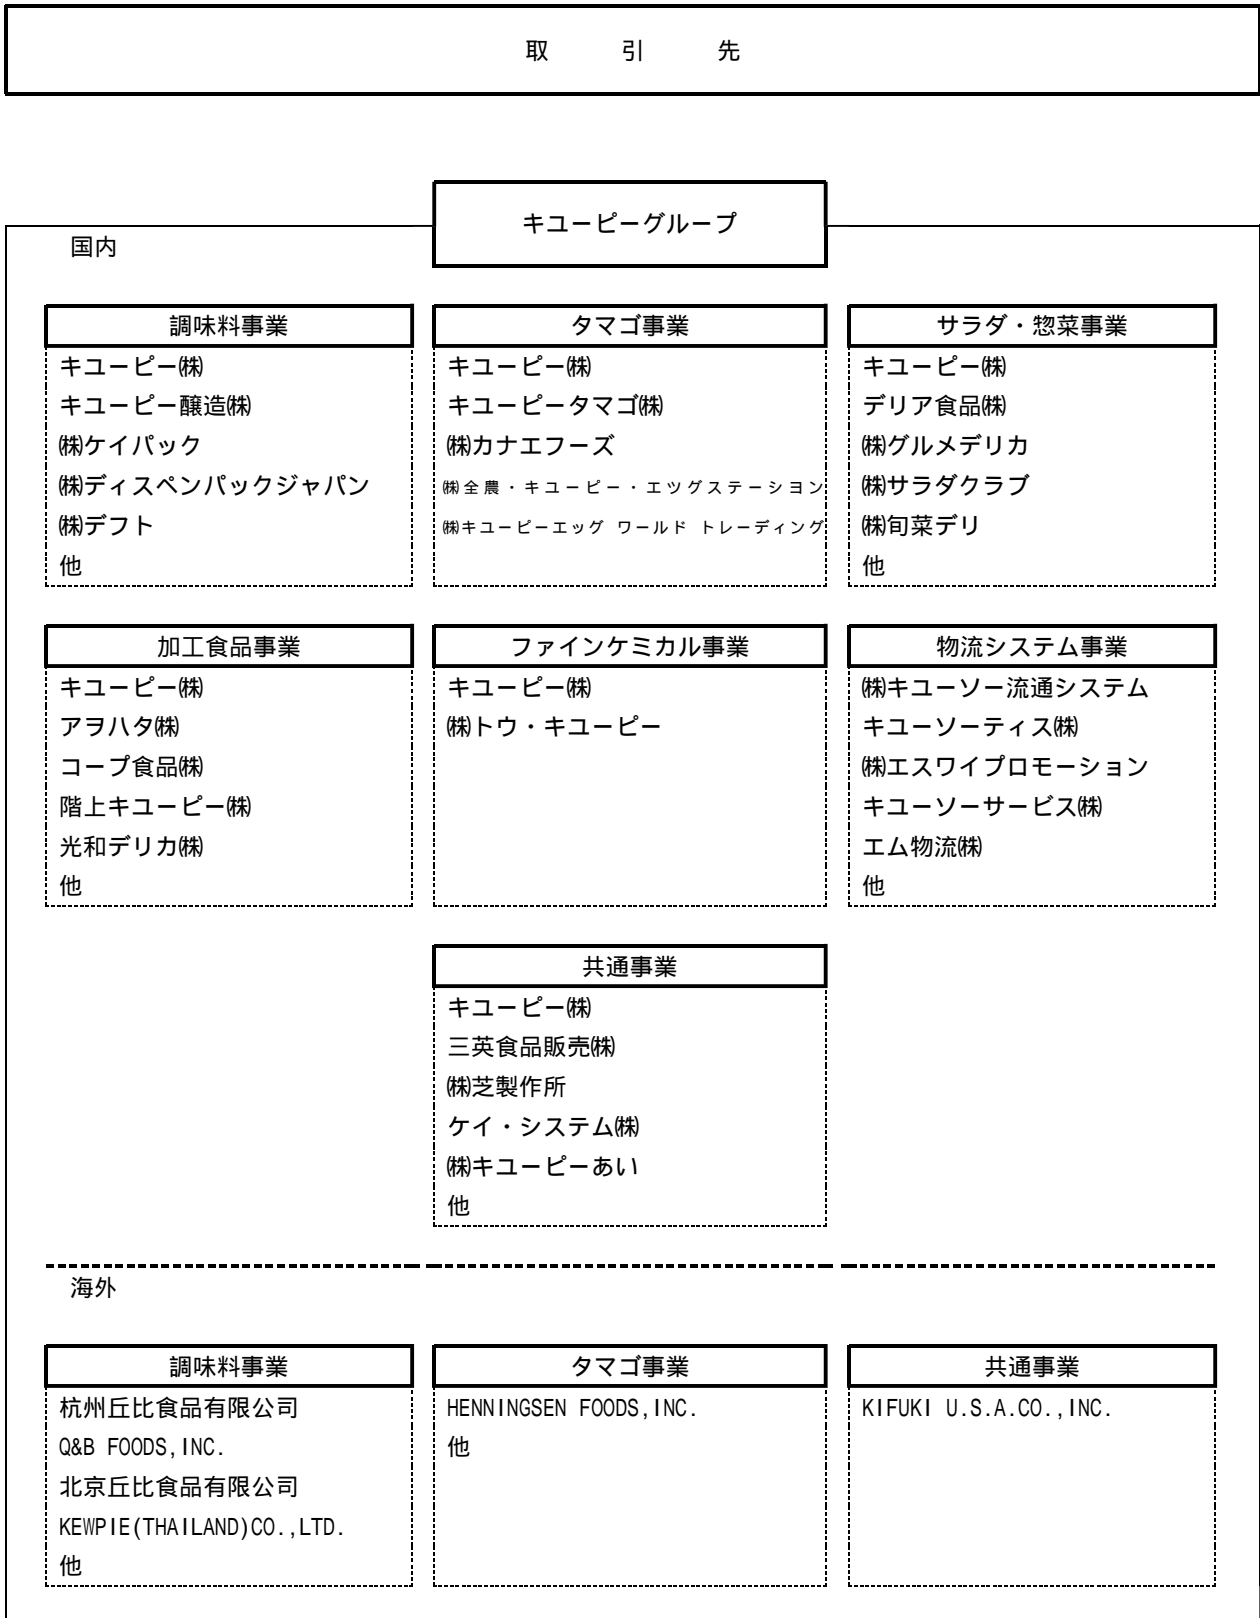 取 引 先
キユーピーグループ
国内
調味料事業
キユーピー㈱
キユーピー醸造㈱
㈱ケイパック
㈱ディスペンパックジャパン
㈱デフト
他
タマゴ事業
キユーピー㈱
キユーピータマゴ㈱
㈱カナエフーズ
㈱全農・キユーピー・エツグステーシヨン
㈱キユーピーエッグ ワールド トレーディング
サラダ・惣菜事業
キユーピー㈱
デリア食品㈱
㈱グルメデリカ
㈱サラダクラブ
㈱旬菜デリ
他
加工食品事業
キユーピー㈱
アヲハタ㈱
コープ食品㈱
階上キユーピー㈱
光和デリカ㈱
他
ファインケミカル事業
キユーピー㈱
㈱トウ・キユーピー
物流システム事業
㈱キユーソー流通システム
キユーソーティス㈱
㈱エスワイプロモーション
キユーソーサービス㈱
エム物流㈱
他
共通事業
キユーピー㈱
三英食品販売㈱
㈱芝製作所
ケイ・システム㈱
㈱キユーピーあい
他
海外
調味料事業
杭州丘比食品有限公司
Q&B FOODS,INC.
北京丘比食品有限公司
KEWPIE(THAILAND)CO.,LTD.
他
タマゴ事業
HENNINGSEN FOODS,INC.
他
共通事業
KIFUKI U.S.A.CO.,INC.